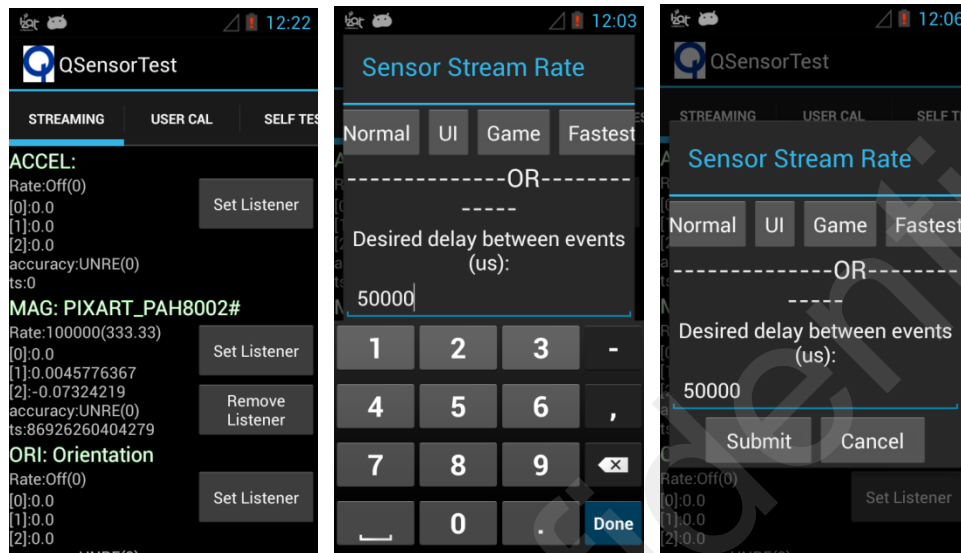 12:22
QSensorTest
STREAMING USER CAL SELF TES
ACCEL:
Rate:Off(0)
[0]:0.0
Set Listener
[1]:0.0
[2]:0.0
accuracy:UNRE(0)
ts:0
MAG: PIXART_PAH8002#
Rate:100000(333.33)
[0]:0.0
Set Listener
[1]:0.0045776367
[2]:-0.07324219
accuracy:UNRE(0)
Remove
Listener
ts:86926260404279
ORI: Orientation
Rate:Off(0)
[0]:0.0
Set Listener
[1]:0.0
[2]:0.0
12:03
Sensor Stream Rate
Normal UI Game Fastest
---------------OR--------
-----
Desired delay between events
(us):
50000
1 2 3 -
4 5 6 ,
7 8 9
0 . Done
12:06
QSensorTest
STREAMING USER CAL SELF T
Sensor Stream Rate
Normal UI Game Fastest
---------------OR--------
-----
Desired delay between events
(us):
50000
Submit Cancel
Rate:Off(0)
[0]:0.0
Set Listener
[1]:0.0
[2]:0.0
fident